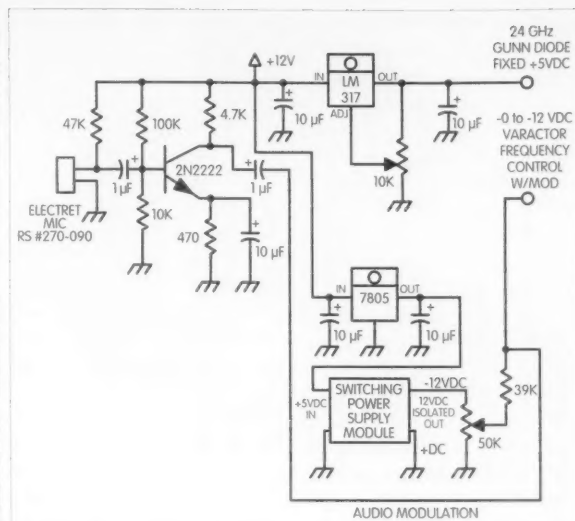 24 GHz
GUNN DIODE
FIXED +5VDC
+12V
IN
LM
317
OUT
ADJ
+
10 µF
+
10 µF
10K
-0 to -12 VDC
VARACTOR
FREQUENCY
CONTROL
W/MOD
47K
100K
4.7K
+
1 µF
2N2222
+
1 µF
ELECTRET
MIC
RS #270-090
10K
470
+
10 µF
IN
7805
OUT
+
10 µF
+
10 µF
39K
+5VDC
IN
SWITCHING
POWER
SUPPLY
MODULE
-12VDC
12VDC
ISOLATED
OUT
+DC
50K
AUDIO MODULATION